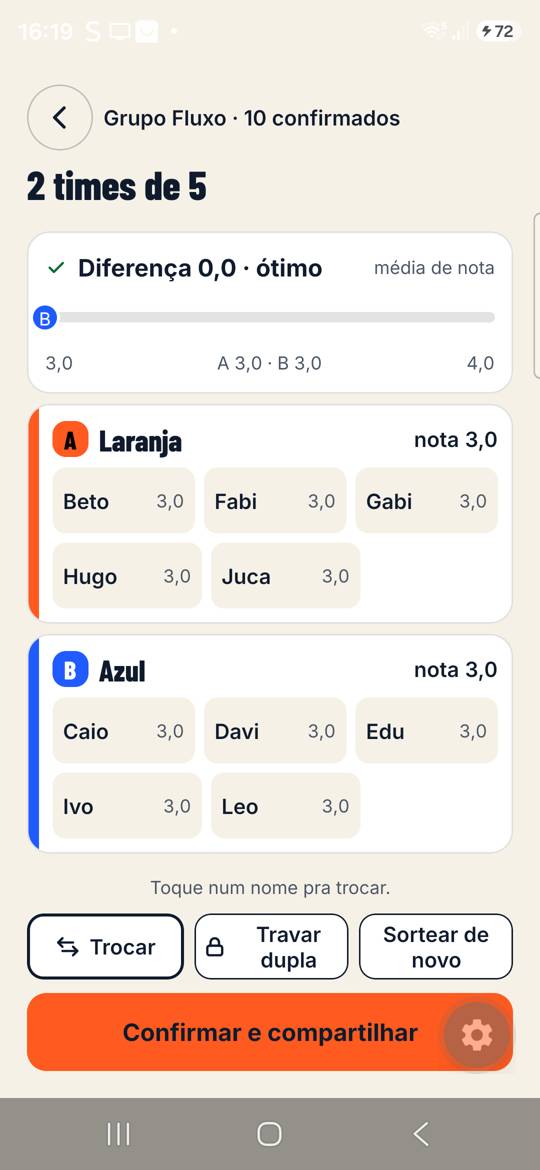 16:19 S 72
Grupo Fluxo · 10 confirmados
2 times de 5
Diferença 0,0 · ótimo média de nota
B
3,0 A 3,0 · B 3,0 4,0
A Laranja nota 3,0
Beto 3,0 Fabi 3,0 Gabi 3,0
Hugo 3,0 Juca 3,0
B Azul nota 3,0
Caio 3,0 Davi 3,0 Edu 3,0
Ivo 3,0 Leo 3,0
Toque num nome pra trocar.
Trocar
Travar
dupla
Sortear de
novo
Confirmar e compartilhar